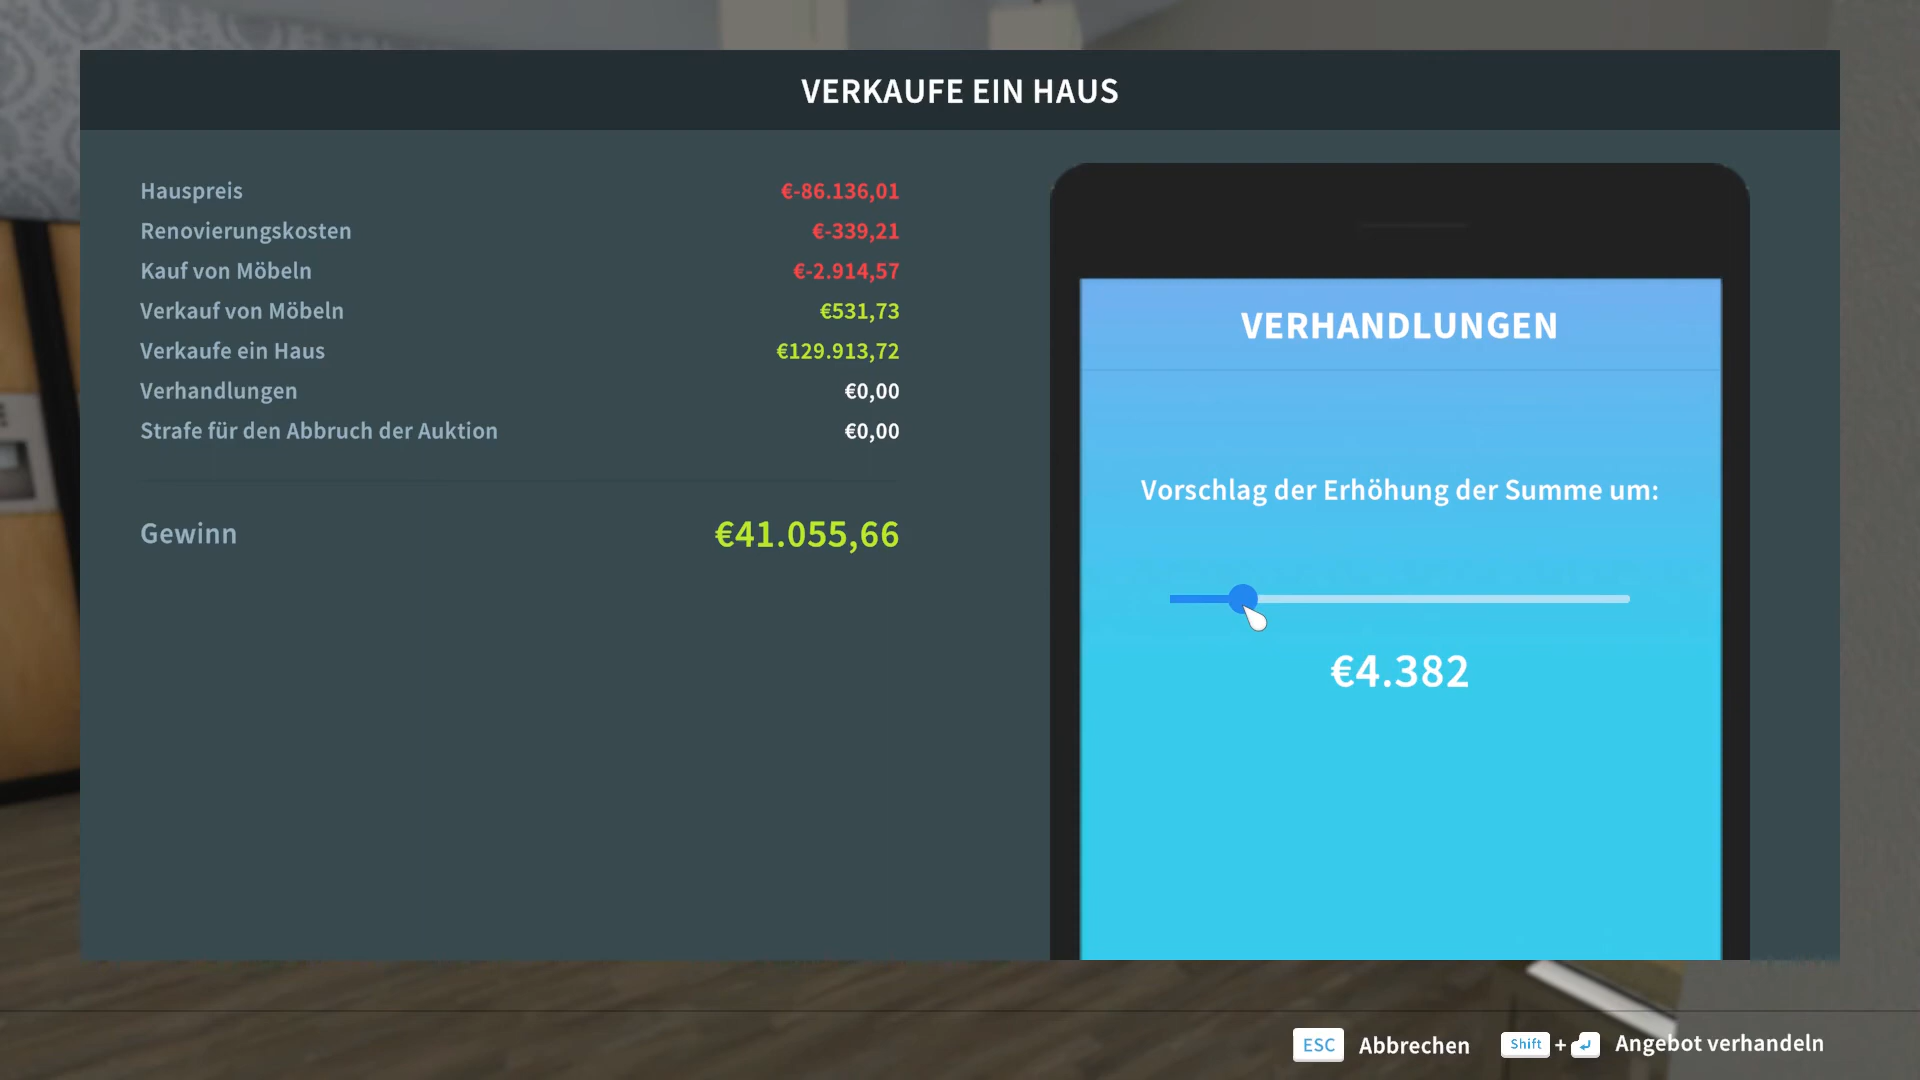 VERKAUFE EIN HAUS
Hauspreis €-86.136,01
Renovierungskosten €-339,21
Kauf von Möbeln €-2.914,57
Verkauf von Möbeln €531,73
Verkaufe ein Haus €129.913,72
Verhandlungen €0,00
Strafe für den Abbruch der Auktion €0,00
Gewinn €41.055,66
VERHANDLUNGEN
Vorschlag der Erhöhung der Summe um:
€4.382
ESC Abbrechen Shift + Angebot verhandeln